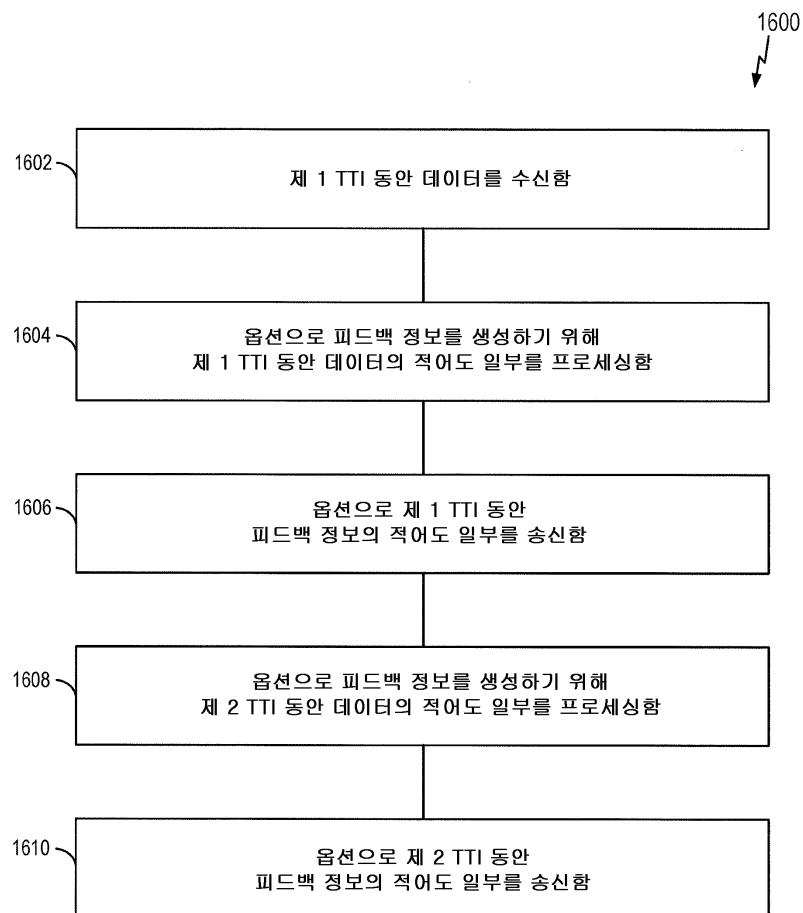 1600
1602
제 1 TTI 동안 데이터를 수신함
1604
옵션으로 피드백 정보를 생성하기 위해
제 1 TTI 동안 데이터의 적어도 일부를 프로세싱함
1606
옵션으로 제 1 TTI 동안
피드백 정보의 적어도 일부를 송신함
1608
옵션으로 피드백 정보를 생성하기 위해
제 2 TTI 동안 데이터의 적어도 일부를 프로세싱함
1610
옵션으로 제 2 TTI 동안
피드백 정보의 적어도 일부를 송신함